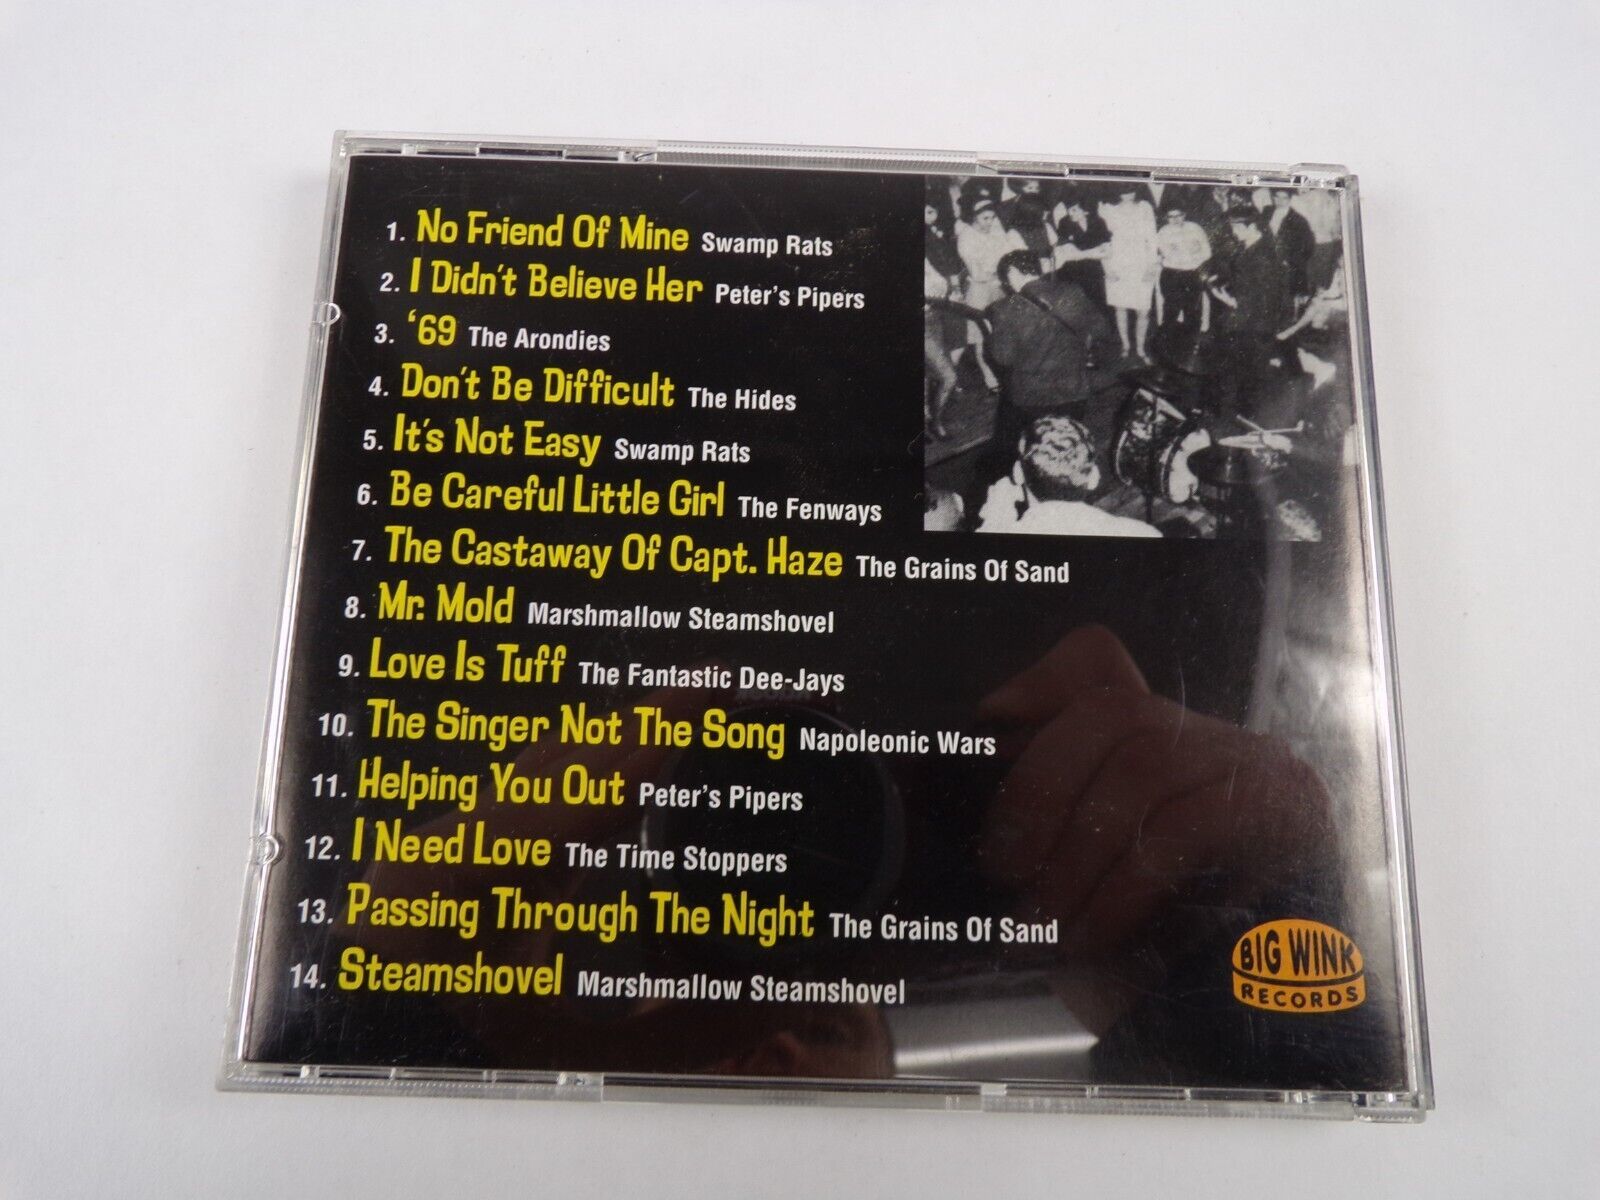 1. No Friend Of Mine Swamp Rats
2. I Didn't Believe Her Peter's Pipers
3. '69 The Arondies
4. Don't Be Difficult The Hides
5. It's Not Easy Swamp Rats
6. Be Careful Little Girl The Fenways
7. The Castaway Of Capt. Haze The Grains Of Sand
8. Mr. Mold Marshmallow Steamshovel
9. Love Is Tuff The Fantastic Dee-Jays
10. The Singer Not The Song Napoleonic Wars
11. Helping You Out Peter's Pipers
12. I Need Love The Time Stoppers
13. Passing Through The Night The Grains Of Sand
14. Steamshovel Marshmallow Steamshovel
BIG WINK
RECORDS